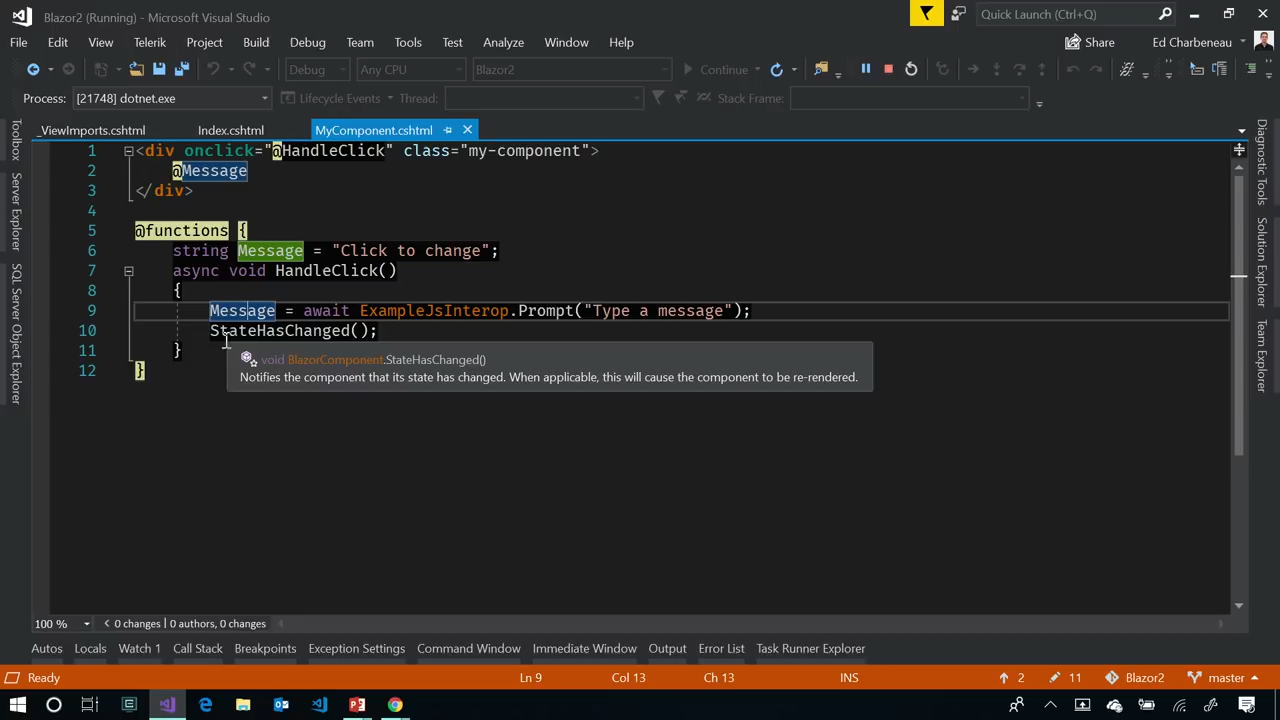 Blazor2 (Running) - Microsoft Visual Studio
Quick Launch (Ctrl+Q)
File Edit View Telerik Project Build Debug Team Tools Test Analyze Window Help
Share Ed Charbeneau
Debug Any CPU Blazor2 Continue
Process: [21748] dotnet.exe Lifecycle Events Thread: Stack Frame:
_ViewImports.cshtml Index.cshtml MyComponent.cshtml
Toolbox
Server Explorer
SQL Server Object Explorer
1 <div onclick="@HandleClick" class="my-component">
2 @Message
3 </div>
4
5 @functions {
6 string Message = "Click to change";
7 async void HandleClick()
8 {
9 Message = await ExampleJsInterop.Prompt("Type a message");
10 StateHasChanged();
11 }
12 }
void BlazorComponent.StateHasChanged()
Notifies the component that its state has changed. When applicable, this will cause the component to be re-rendered.
Diagnostic Tools
Solution Explorer
Team Explorer
100 % 0 changes | 0 authors, 0 changes
Autos Locals Watch 1 Call Stack Breakpoints Exception Settings Command Window Immediate Window Output Error List Task Runner Explorer
Ready Ln 9 Col 13 Ch 13 INS 2 11 Blazor2 master